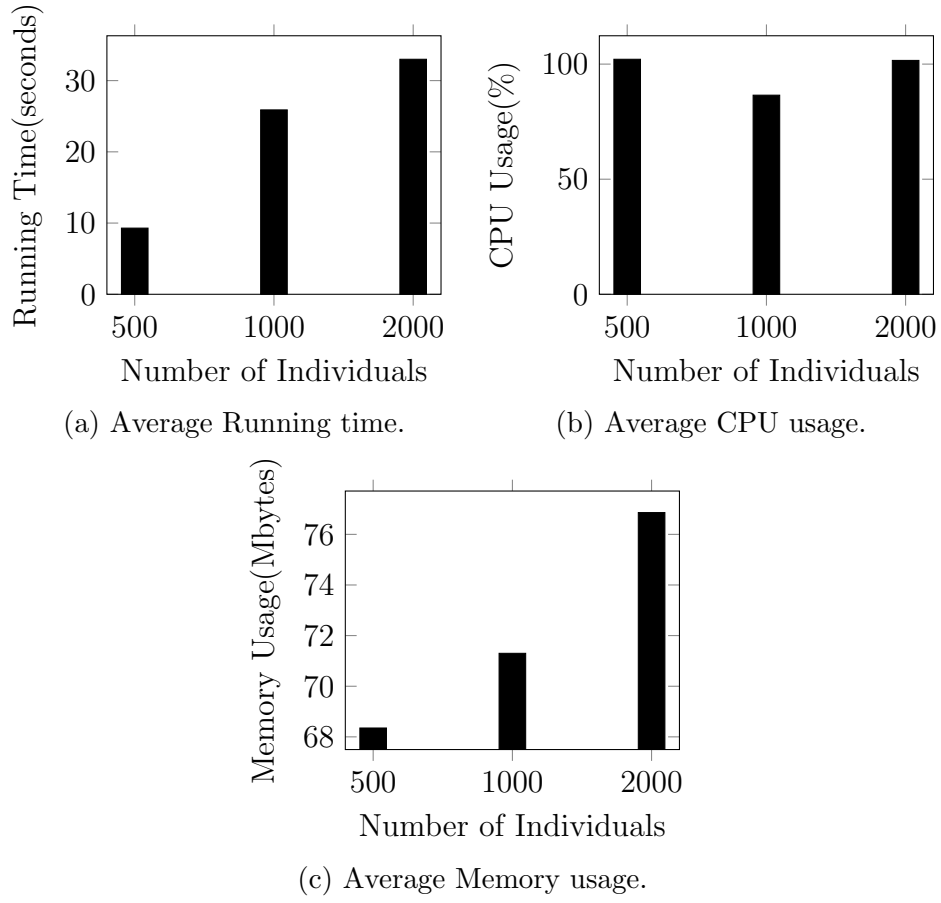 Running Time(seconds)
30
20
10
0
500 1000 2000
Number of Individuals
(a) Average Running time.
CPU Usage(%)
100
50
0
500 1000 2000
Number of Individuals
(b) Average CPU usage.
Memory Usage(Mbytes)
76
74
72
70
68
500 1000 2000
Number of Individuals
(c) Average Memory usage.